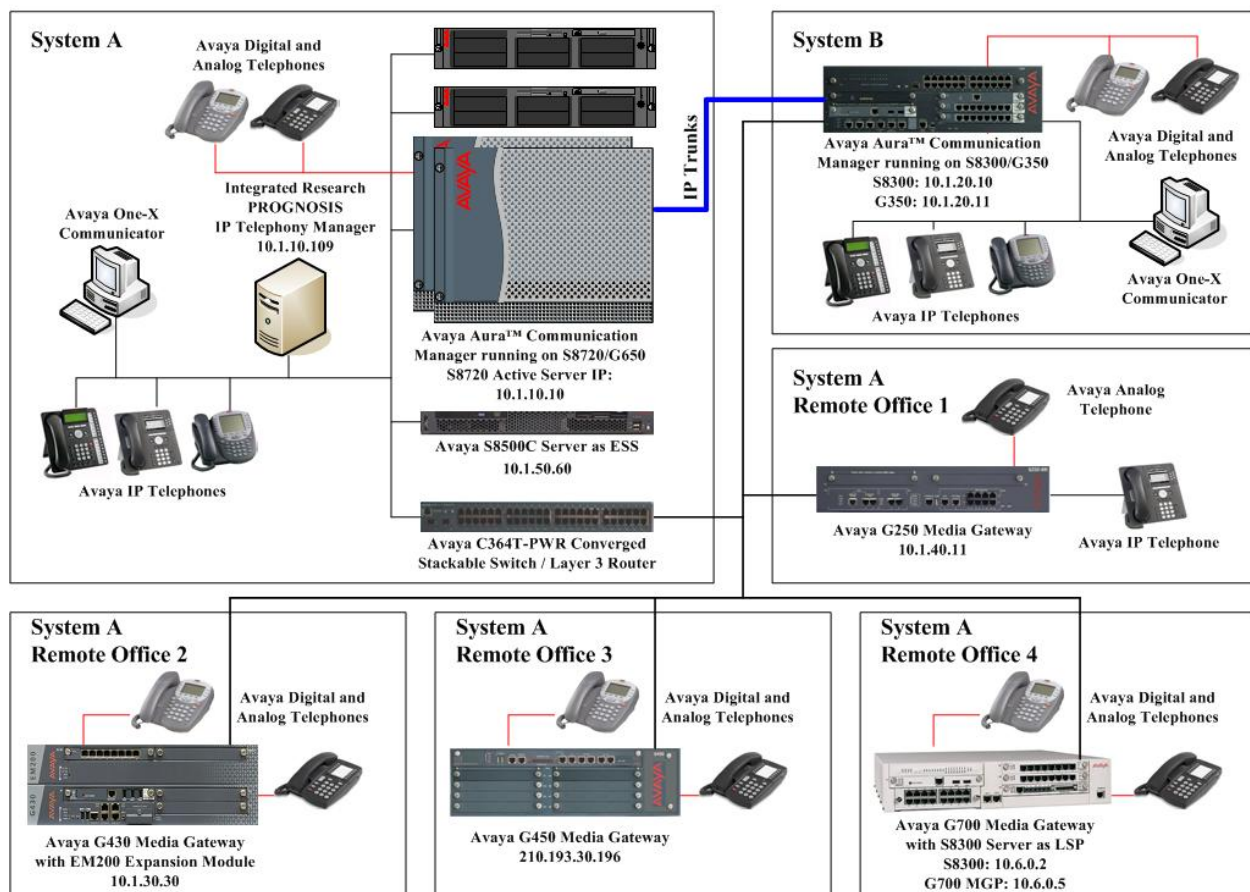 System A
Avaya Digital and
Analog Telephones
Integrated Research
PROGNOSIS
IP Telephony Manager
10.1.10.109
Avaya One-X
Communicator
Avaya IP Telephones
AVAYA
Avaya Aura™ Communication
Manager running on S8720/G650
S8720 Active Server IP:
10.1.10.10
Avaya S8500C Server as ESS
10.1.50.60
Avaya C364T-PWR Converged
Stackable Switch / Layer 3 Router
IP Trunks
System B
AVAYA
Avaya Aura™ Communication
Manager running on S8300/G350
S8300: 10.1.20.10
G350: 10.1.20.11
Avaya Digital and
Analog Telephones
Avaya IP Telephones
Avaya One-X
Communicator
System A
Remote Office 1
Avaya Analog
Telephone
Avaya G250 Media Gateway
10.1.40.11
Avaya IP Telephone
System A
Remote Office 2
Avaya Digital and
Analog Telephones
EM200
AVAYA
G430
Avaya G430 Media Gateway
with EM200 Expansion Module
10.1.30.30
System A
Remote Office 3
Avaya Digital and
Analog Telephones
AVAYA
Avaya G450 Media Gateway
210.193.30.196
System A
Remote Office 4
Avaya Digital and
Analog Telephones
AVAYA
Avaya G700 Media Gateway
with S8300 Server as LSP
S8300: 10.6.0.2
G700 MGP: 10.6.0.5